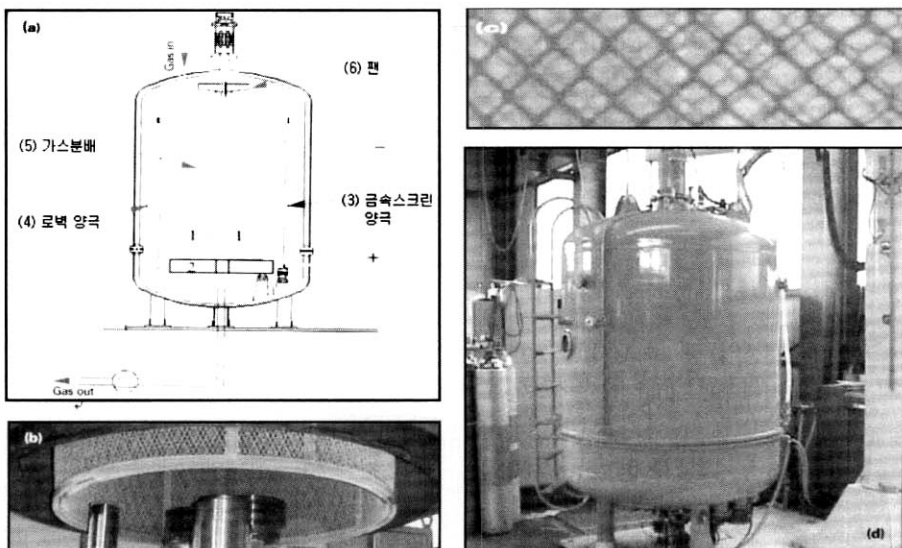 (a)
Gas in
(6) 팬
(5) 가스분배
−
(4) 로벽 양극
(3) 금속스크린
양극
+
Gas out
(b)
(c)
(d)